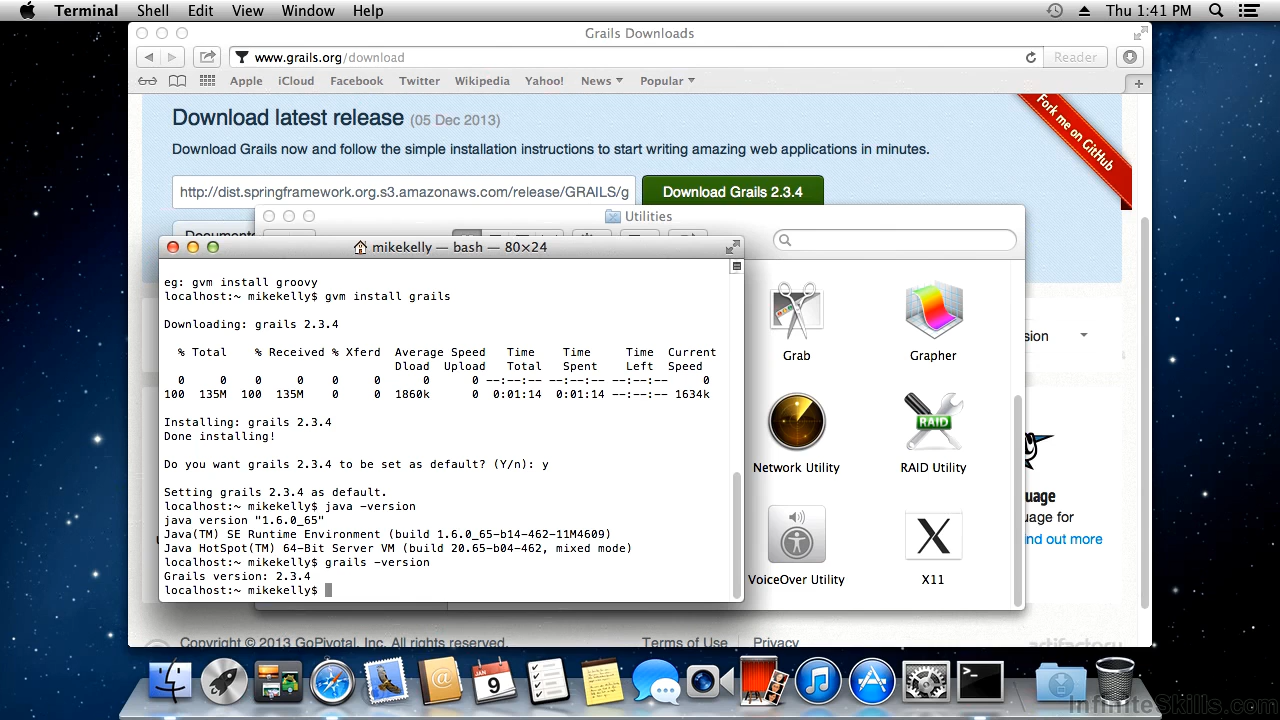 Terminal Shell Edit View Window Help Thu 1:41 PM
Grails Downloads
www.grails.org/download Reader
Apple iCloud Facebook Twitter Wikipedia Yahoo! News Popular
Download latest release (05 Dec 2013)
Fork me on GitHub
Download Grails now and follow the simple installation instructions to start writing amazing web applications in minutes.
http://dist.springframework.org.s3.amazonaws.com/release/GRAILS/g Download Grails 2.3.4
Utilities
mikekelly — bash — 80×24
eg: gvm install groovy
localhost:~ mikekelly$ gvm install grails
Downloading: grails 2.3.4
% Total % Received % Xferd Average Speed Time Time Time Current
Dload Upload Total Spent Left Speed
0 0 0 0 0 0 0 0 --:--:-- --:--:-- --:--:-- 0
100 135M 100 135M 0 0 1860k 0 0:01:14 0:01:14 --:--:-- 1634k
Installing: grails 2.3.4
Done installing!
Do you want grails 2.3.4 to be set as default? (Y/n): y
Setting grails 2.3.4 as default.
localhost:~ mikekelly$ java -version
java version "1.6.0_65"
Java(TM) SE Runtime Environment (build 1.6.0_65-b14-462-11M4609)
Java HotSpot(TM) 64-Bit Server VM (build 20.65-b04-462, mixed mode)
localhost:~ mikekelly$ grails -version
Grails version: 2.3.4
localhost:~ mikekelly$
Grab Grapher
Network Utility RAID Utility
RAID
VoiceOver Utility X11
sion
uage
uage for
nd out more
Copyright © 2013 GoPivotal, Inc. All rights reserved. Terms of Use Privacy
artifactory
9
InfiniteSkills.com